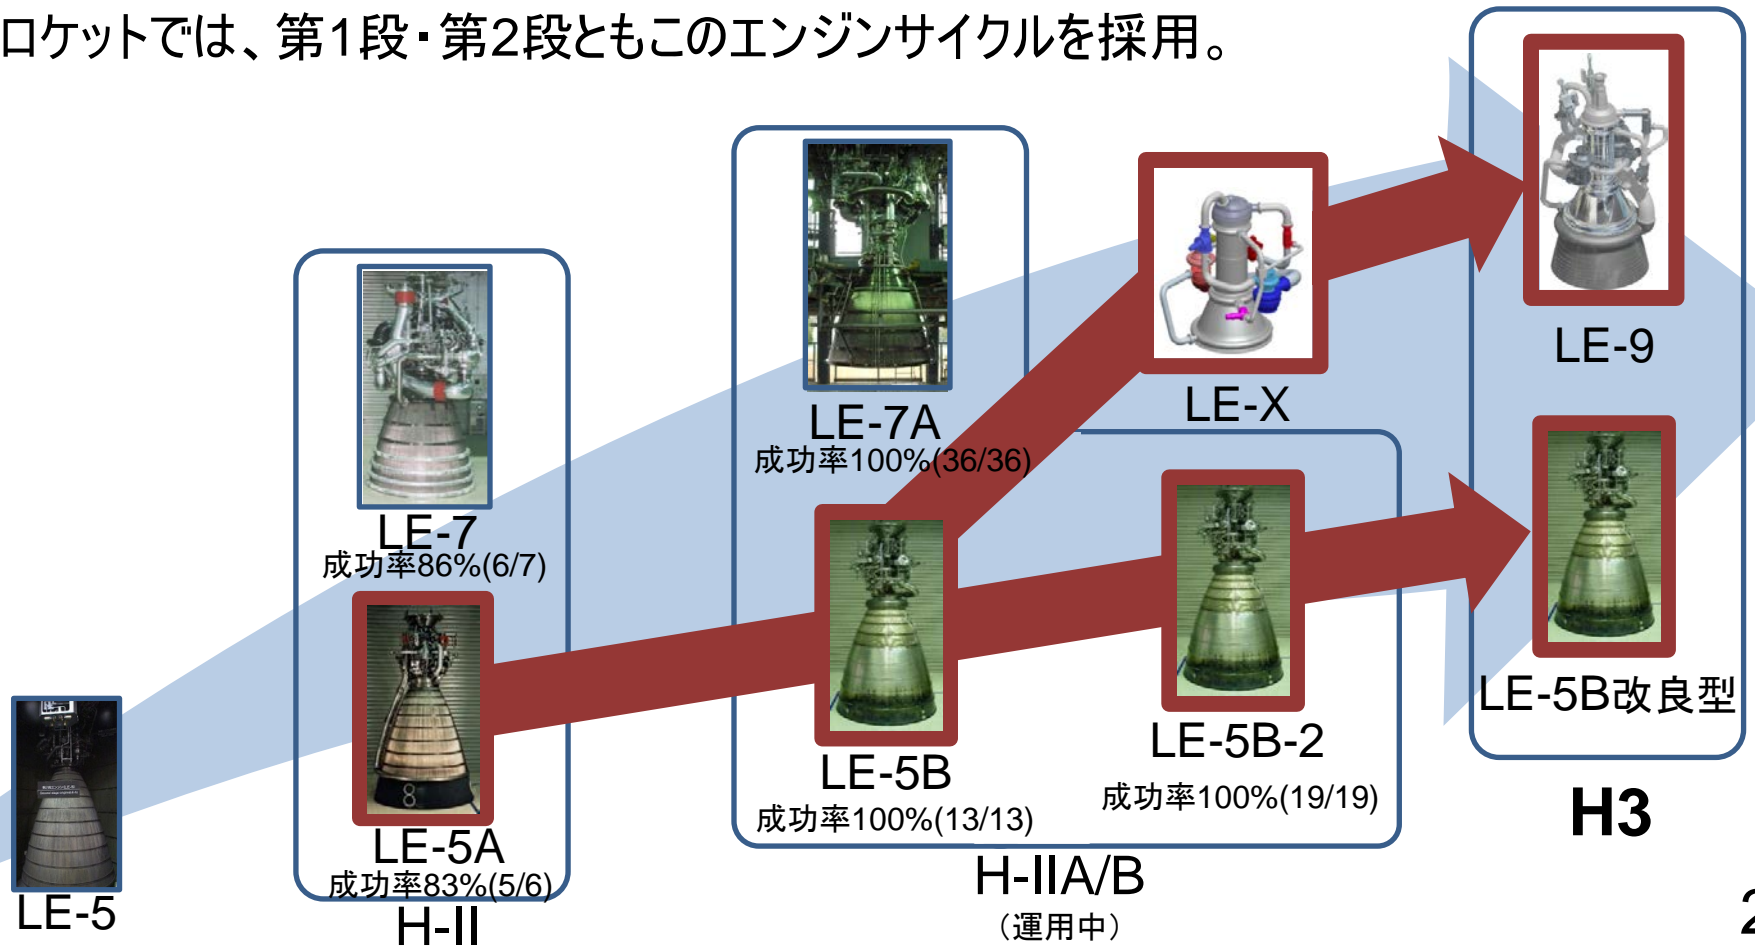 ロケットでは、第1段・第2段ともこのエンジンサイクルを採用。
LE-9
LE-X
LE-7A
成功率100%(36/36)
LE-7
成功率86%(6/7)
LE-5B改良型
LE-5B-2
成功率100%(19/19)
LE-5B
成功率100%(13/13)
8
LE-5A
成功率83%(5/6)
LE-5
H-II
H-IIA/B
（運用中）
H3
2